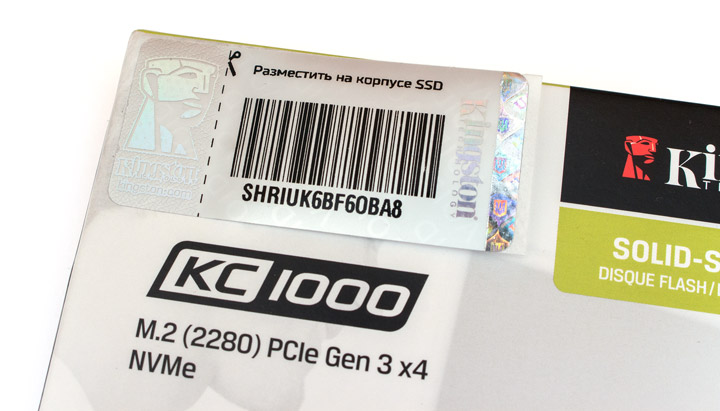 Разместить на корпусе SSD
SHRIUK6BF60BA8
Kingston
KC1000
M.2 (2280) PCIe Gen 3 x4
NVMe
SOLID-S
DISQUE FLASH /